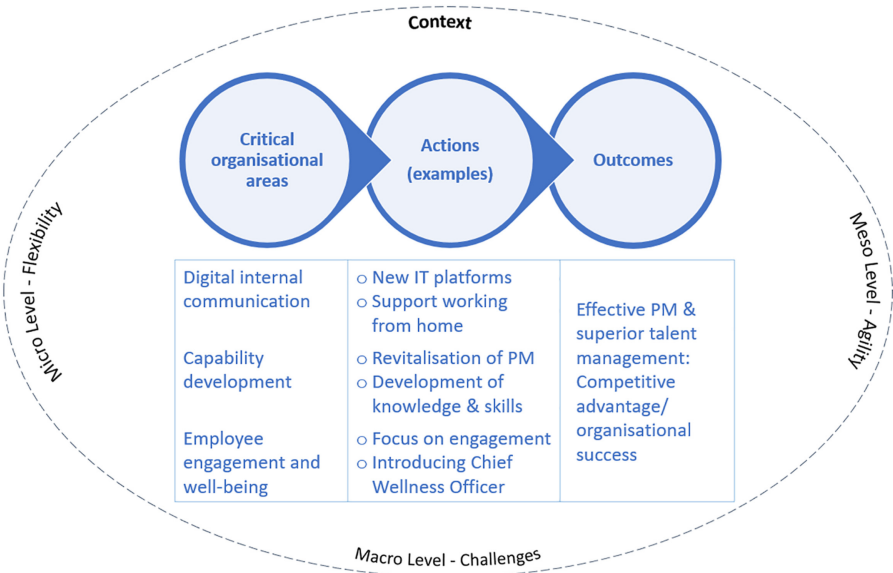 Context
Critical
organisational
areas
Actions
(examples)
Outcomes
Micro Level - Flexibility
Meso Level - Agility
Digital internal
communication
o New IT platforms
o Support working
from home
Capability
development
o Revitalisation of PM
o Development of
knowledge & skills
Employee
engagement and
well-being
o Focus on engagement
o Introducing Chief
Wellness Officer
Effective PM &
superior talent
management:
Competitive
advantage/
organisational
success
Macro Level - Challenges